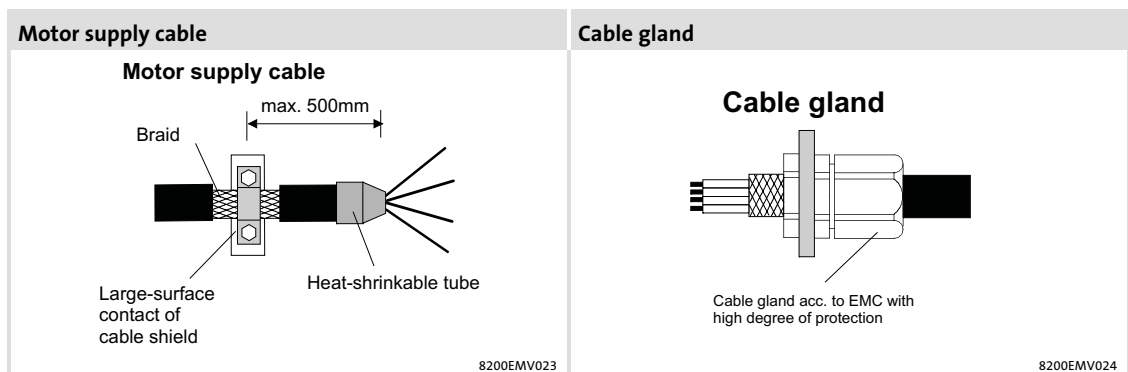 Motor supply cable
Motor supply cable
max. 500mm
Braid
Large-surface
contact of
cable shield
Heat-shrinkable tube
8200EMV023
Cable gland
Cable gland
Cable gland acc. to EMC with
high degree of protection
8200EMV024